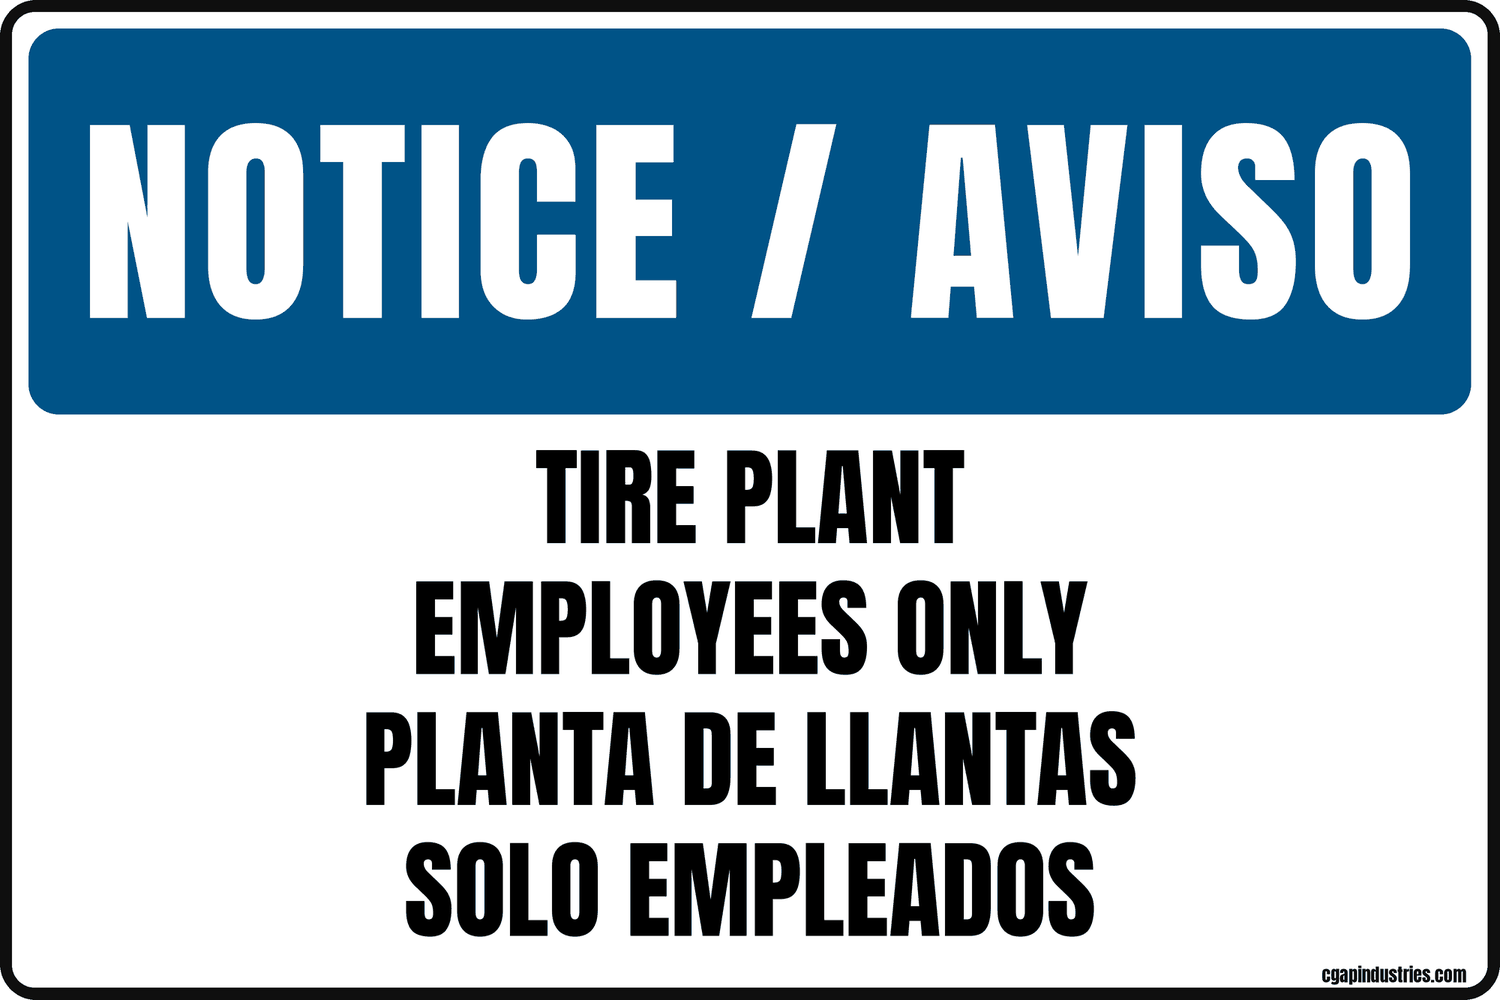 NOTICE / AVISO
TIRE PLANT
EMPLOYEES ONLY
PLANTA DE LLANTAS
SOLO EMPLEADOS
cgapindustries.com